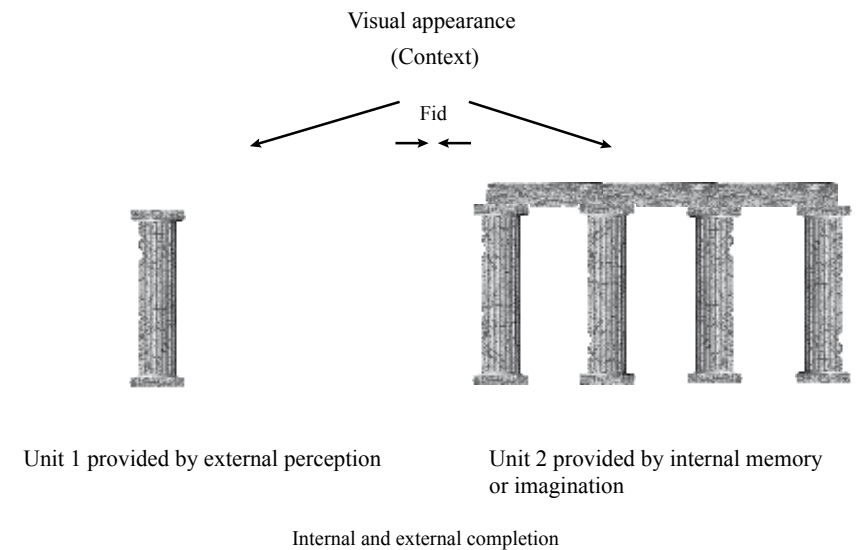 Visual appearance
(Context)
Fid
Unit 1 provided by external perception
Unit 2 provided by internal memory
or imagination
Internal and external completion